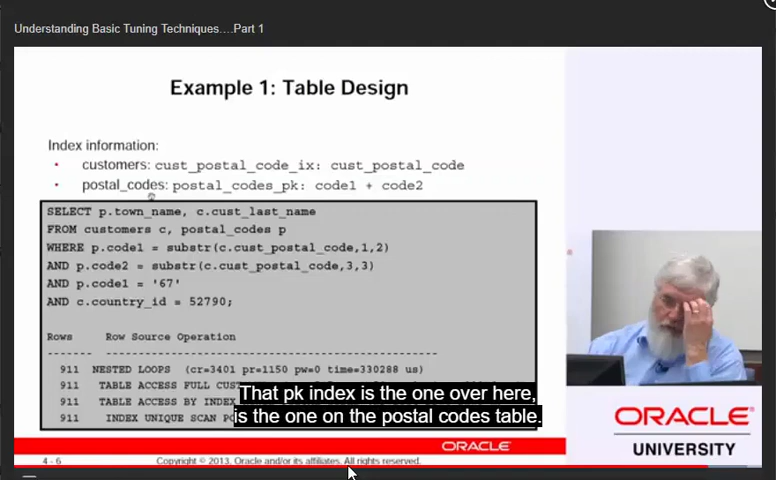 Understanding Basic Tuning Techniques....Part 1
Example 1: Table Design
Index information:
• customers: cust_postal_code_ix: cust_postal_code
• postal_codes: postal_codes_pk: code1 + code2
SELECT p.town_name, c.cust_last_name
FROM customers c, postal_codes p
WHERE p.code1 = substr(c.cust_postal_code,1,2)
AND p.code2 = substr(c.cust_postal_code,3,3)
AND p.code1 = '67'
AND c.country_id = 52790;
Rows Row Source Operation
------- ---------------------------------------------------
911 NESTED LOOPS (cr=3401 pr=1150 pw=0 time=330288 us)
911 TABLE ACCESS FULL CUST
911 TABLE ACCESS BY INDEX
911 INDEX UNIQUE SCAN
That pk index is the one over here,
is the one on the postal codes table.
ORACLE
4 - 6 Copyright © 2013, Oracle and/or its affiliates. All rights reserved.
ORACLE
UNIVERSITY